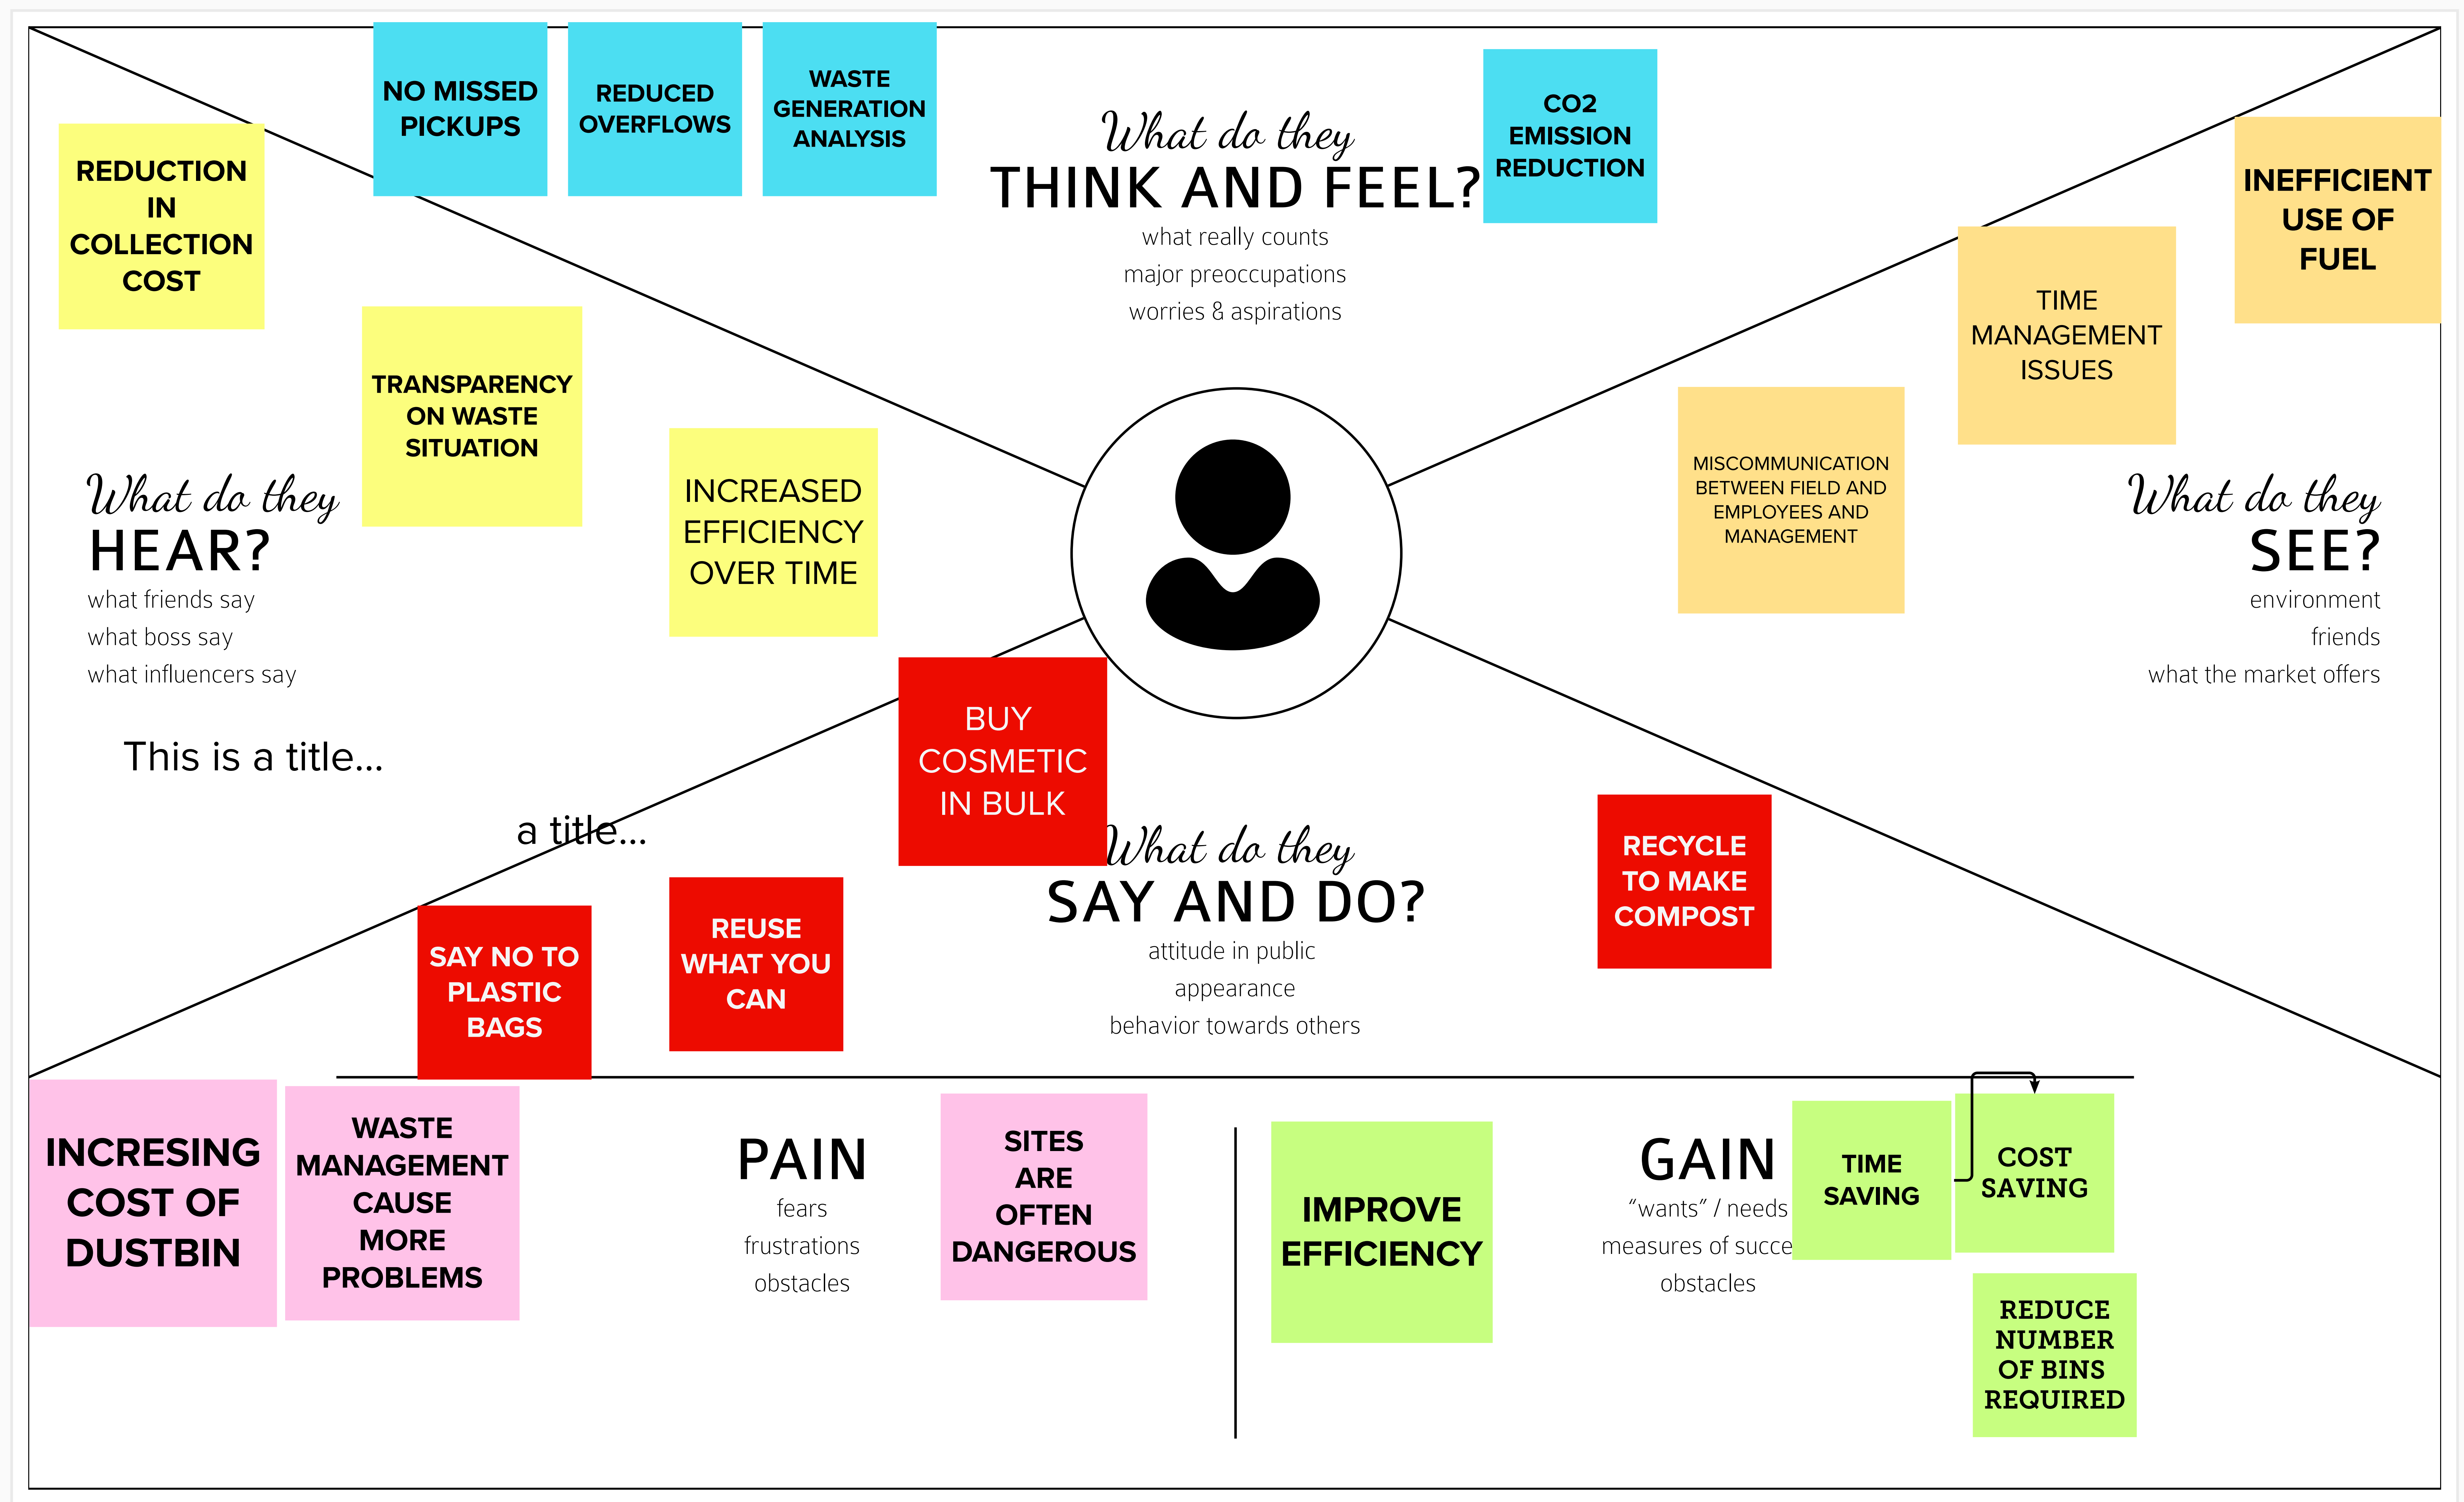 NO MISSED
PICKUPS
REDUCED
OVERFLOWS
WASTE
GENERATION
ANALYSIS
What do they
THINK AND FEEL?
what really counts
major preoccupations
worries & aspirations
CO2
EMISSION
REDUCTION
REDUCTION
IN
COLLECTION
COST
TRANSPARENCY
ON WASTE
SITUATION
INCREASED
EFFICIENCY
OVER TIME
What do they
HEAR?
what friends say
what boss say
what influencers say
This is a title...
a title...
INEFFICIENT
USE OF
FUEL
TIME
MANAGEMENT
ISSUES
MISCOMMUNICATION
BETWEEN FIELD AND
EMPLOYEES AND
MANAGEMENT
What do they
SEE?
environment
friends
what the market offers
BUY
COSMETIC
IN BULK
What do they
SAY AND DO?
attitude in public
appearance
behavior towards others
SAY NO TO
PLASTIC
BAGS
REUSE
WHAT YOU
CAN
RECYCLE
TO MAKE
COMPOST
INCRESING
COST OF
DUSTBIN
WASTE
MANAGEMENT
CAUSE
MORE
PROBLEMS
PAIN
fears
frustrations
obstacles
SITES
ARE
OFTEN
DANGEROUS
IMPROVE
EFFICIENCY
GAIN
“wants” / needs
measures of succe
obstacles
TIME
SAVING
COST
SAVING
REDUCE
NUMBER
OF BINS
REQUIRED